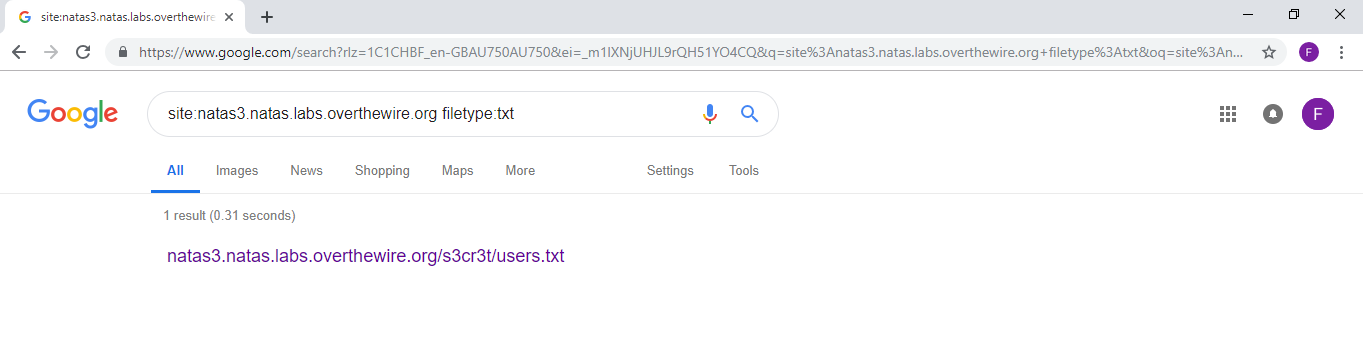 site:natas3.natas.labs.overthewire
https://www.google.com/search?rlz=1C1CHBF_en-GBAU750AU750&ei=_m1IXNjUHJL9rQH51YO4CQ&q=site%3Anatas3.natas.labs.overthewire.org+filetype%3Atxt&oq=site%3An... F
Google site:natas3.natas.labs.overthewire.org filetype:txt F
All Images News Shopping Maps More Settings Tools
1 result (0.31 seconds)
natas3.natas.labs.overthewire.org/s3cr3t/users.txt